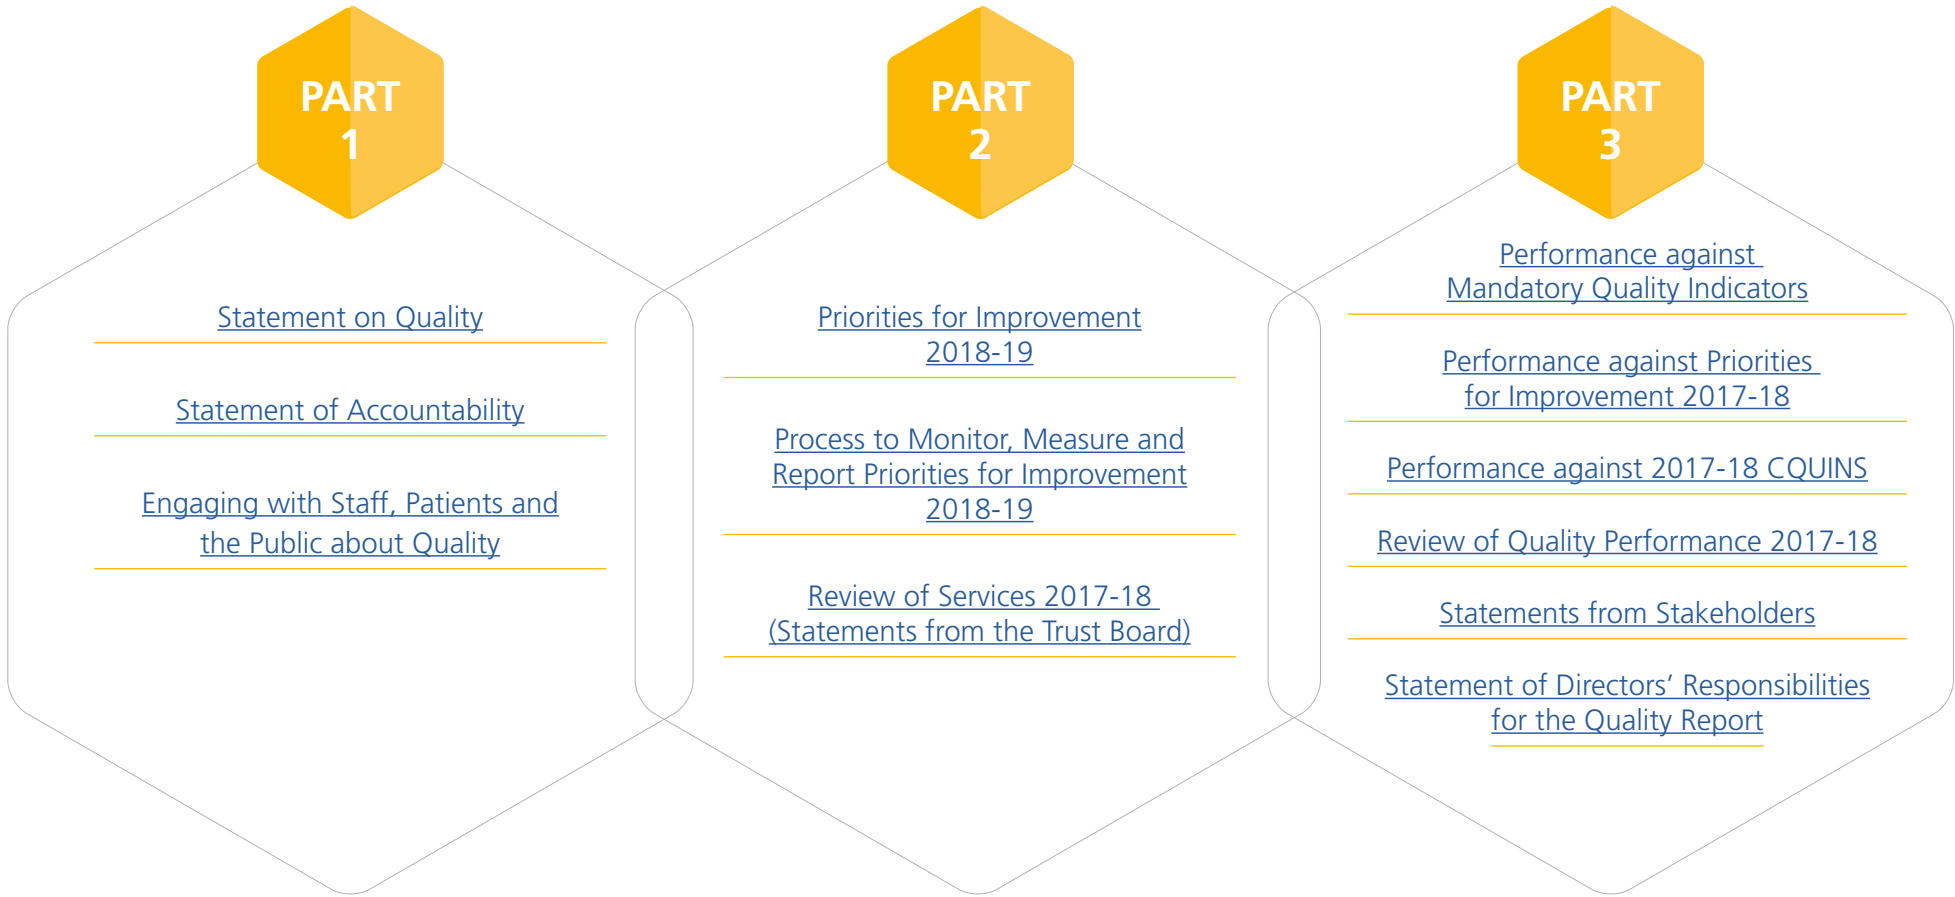 PART
1
Statement on Quality
Statement of Accountability
Engaging with Staff, Patients and
the Public about Quality
PART
2
Priorities for Improvement
2018-19
Process to Monitor, Measure and
Report Priorities for Improvement
2018-19
Review of Services 2017-18
(Statements from the Trust Board)
PART
3
Performance against
Mandatory Quality Indicators
Performance against Priorities
for Improvement 2017-18
Performance against 2017-18 CQUINS
Review of Quality Performance 2017-18
Statements from Stakeholders
Statement of Directors’ Responsibilities
for the Quality Report